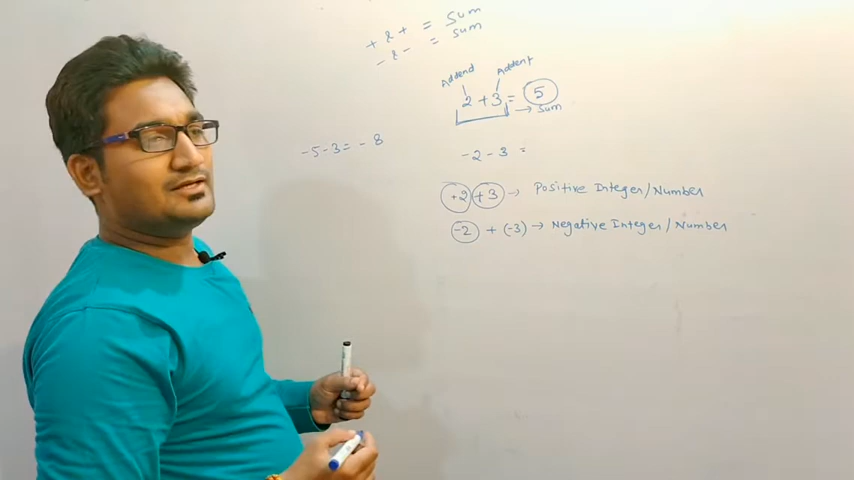 + & + = Sum
- & - = Sum
Addend Addent
2 + 3 = 5
→ Sum
-5-3 = -8
-2-3 =
+2 +3 → Positive Integer/Number
-2 + (-3) → Negative Integer/Number